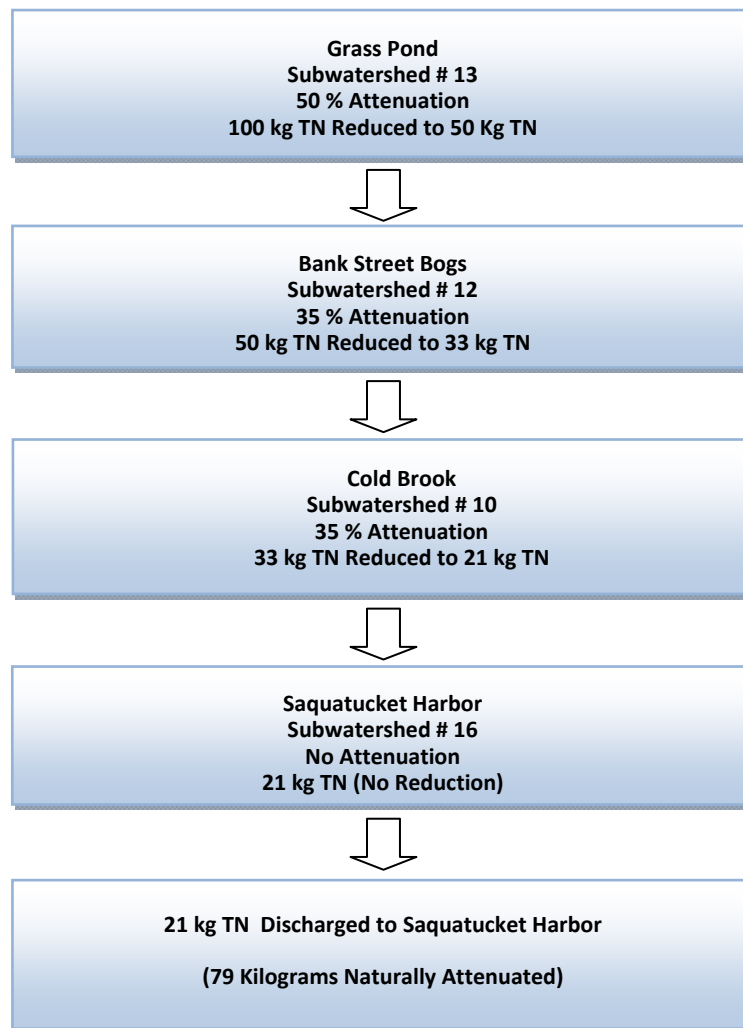 Grass Pond
Subwatershed # 13
50 % Attenuation
100 kg TN Reduced to 50 Kg TN
Bank Street Bogs
Subwatershed # 12
35 % Attenuation
50 kg TN Reduced to 33 kg TN
Cold Brook
Subwatershed # 10
35 % Attenuation
33 kg TN Reduced to 21 kg TN
Saquatucket Harbor
Subwatershed # 16
No Attenuation
21 kg TN (No Reduction)
21 kg TN Discharged to Saquatucket Harbor
(79 Kilograms Naturally Attenuated)